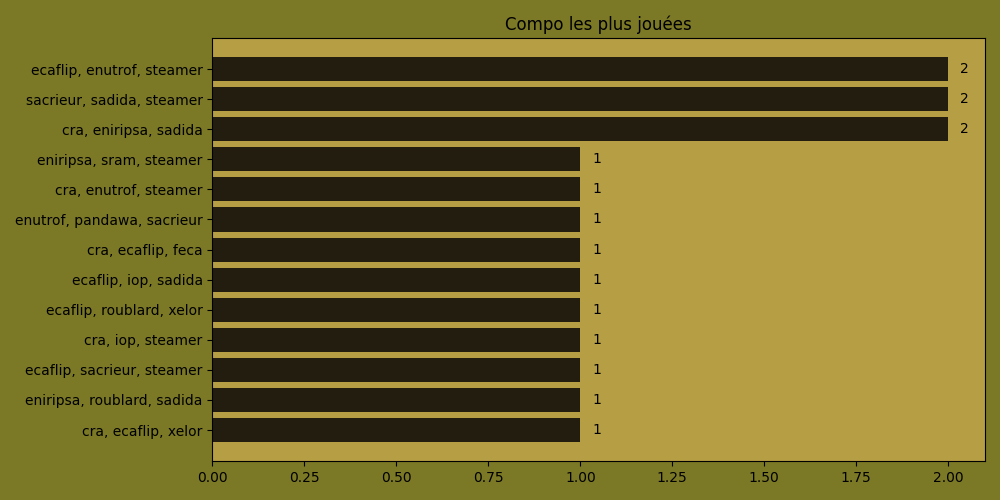 Compo les plus jouées
ecaflip, enutrof, steamer 2
sacrieur, sadida, steamer 2
cra, eniripsa, sadida 2
eniripsa, sram, steamer 1
cra, enutrof, steamer 1
enutrof, pandawa, sacrieur 1
cra, ecaflip, feca 1
ecaflip, iop, sadida 1
ecaflip, roublard, xelor 1
cra, iop, steamer 1
ecaflip, sacrieur, steamer 1
eniripsa, roublard, sadida 1
cra, ecaflip, xelor 1
0.00 0.25 0.50 0.75 1.00 1.25 1.50 1.75 2.00